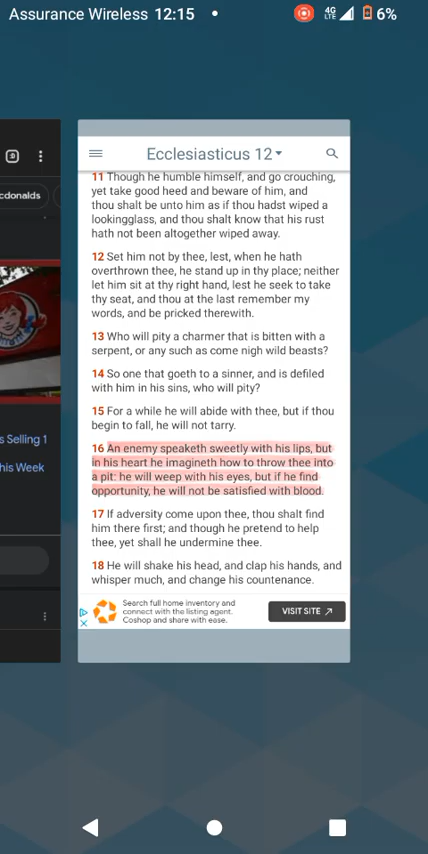 Assurance Wireless 12:15
4G
LTE
6%
Ecclesiasticus 12
11 Though he humble himself, and go crouching,
yet take good heed and beware of him, and
thou shalt be unto him as if thou hadst wiped a
lookingglass, and thou shalt know that his rust
hath not been altogether wiped away.
12 Set him not by thee, lest, when he hath
overthrown thee, he stand up in thy place; neither
let him sit at thy right hand, lest he seek to take
thy seat, and thou at the last remember my
words, and be pricked therewith.
13 Who will pity a charmer that is bitten with a
serpent, or any such as come nigh wild beasts?
14 So one that goeth to a sinner, and is defiled
with him in his sins, who will pity?
15 For a while he will abide with thee, but if thou
begin to fall, he will not tarry.
16 An enemy speaketh sweetly with his lips, but
in his heart he imagineth how to throw thee into
a pit: he will weep with his eyes, but if he find
opportunity, he will not be satisfied with blood.
17 If adversity come upon thee, thou shalt find
him there first; and though he pretend to help
thee, yet shall he undermine thee.
18 He will shake his head, and clap his hands, and
whisper much, and change his countenance.
Search full home inventory and
connect with the listing agent.
Coshop and share with ease.
VISIT SITE
cdonalds
s Selling 1
his Week